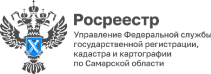 Росреестр
Управление Федеральной службы
государственной регистрации,
кадастра и картографии
по Самарской области